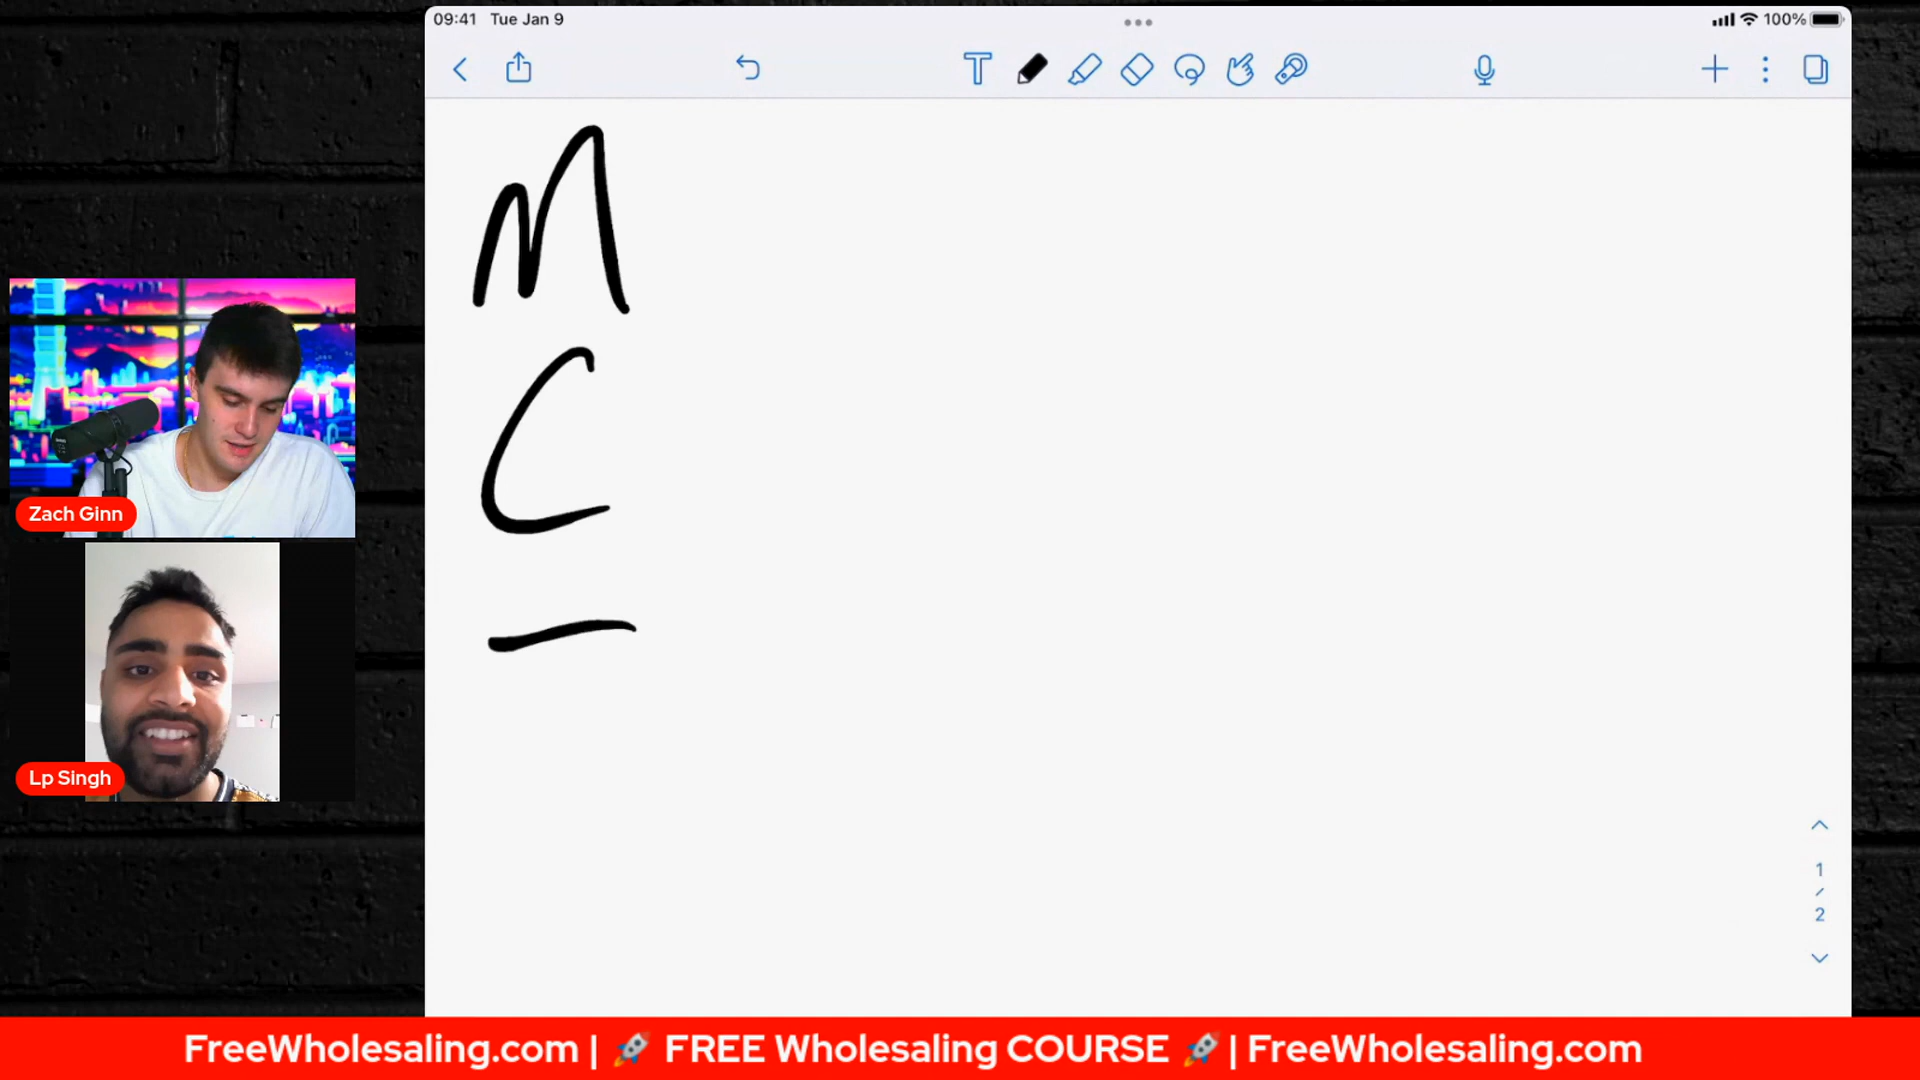 09:41 Tue Jan 9
100%
T
M
C
Zach Ginn
Lp Singh
1
/
2
FreeWholesaling.com | 🚀 FREE Wholesaling COURSE 🚀 | FreeWholesaling.com